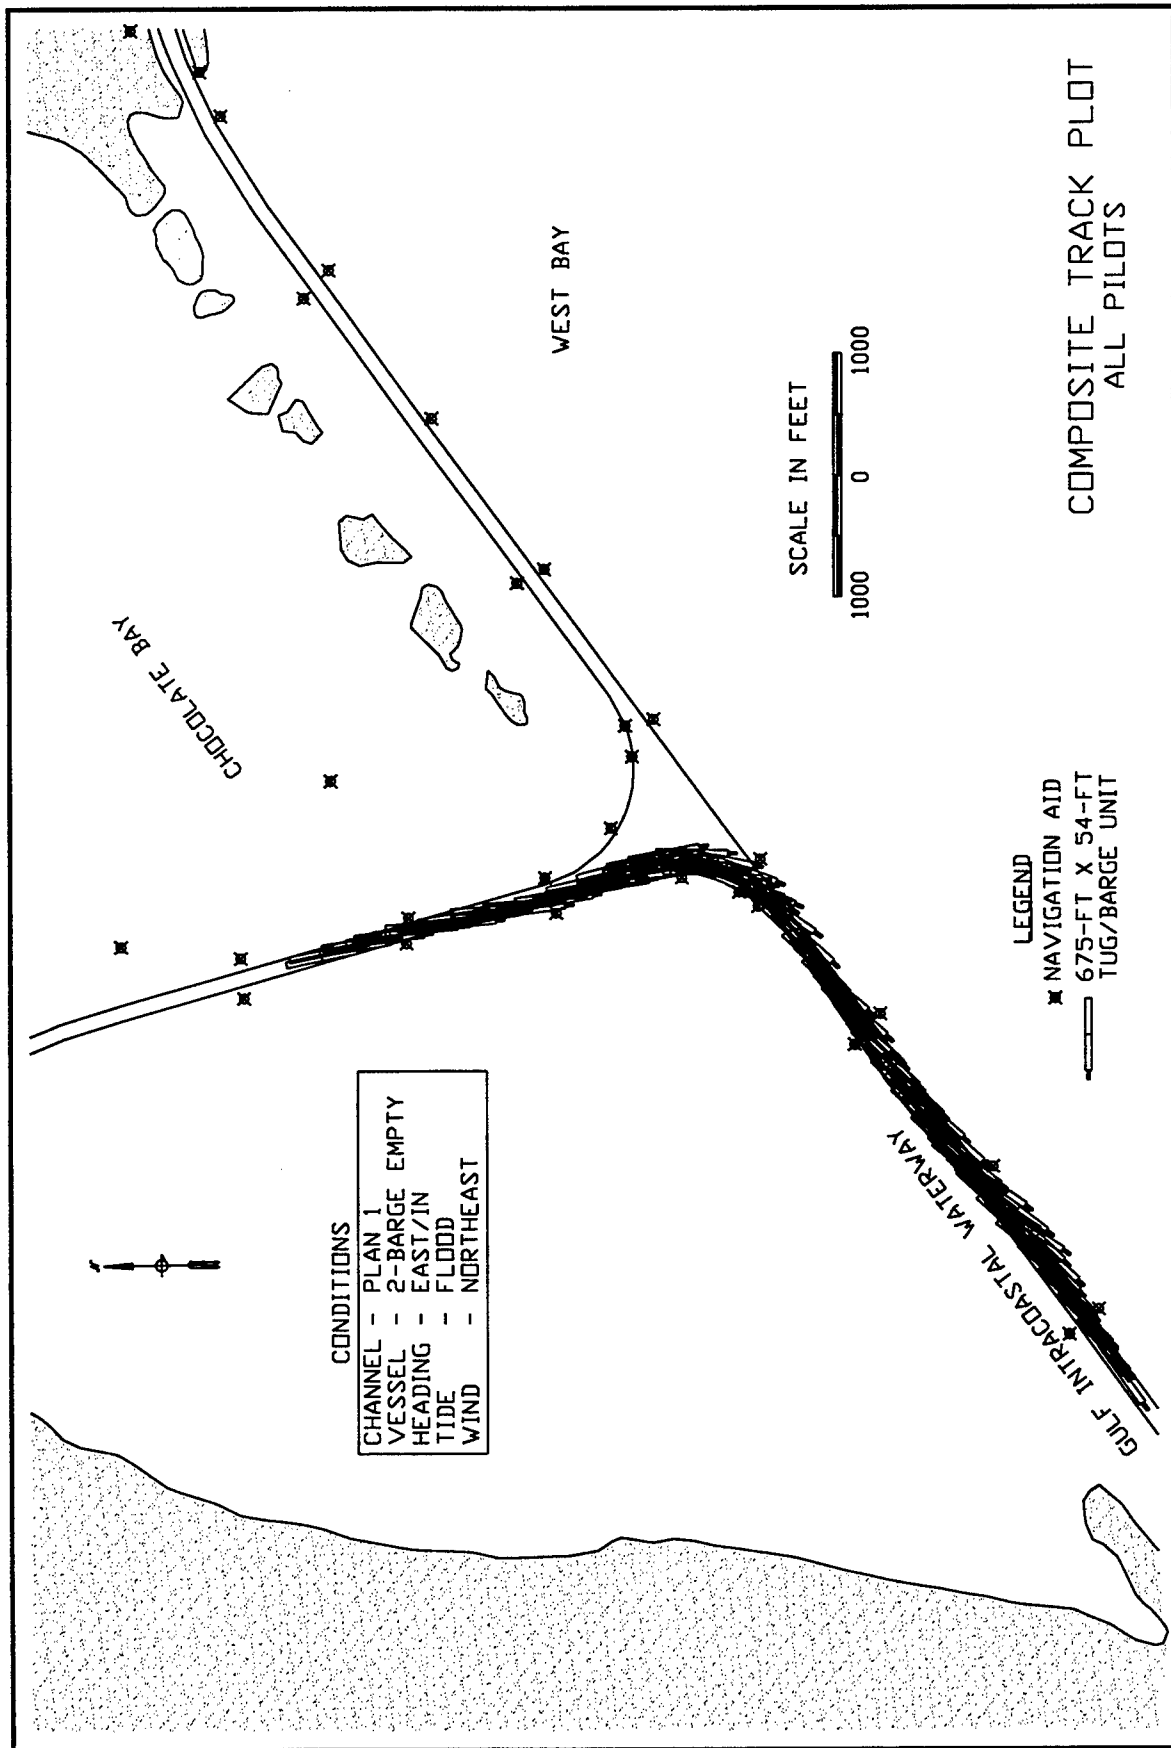 CHOCOLATE BAY
WEST BAY
CONDITIONS
CHANNEL - PLAN 1
VESSEL - 2-BARGE EMPTY
HEADING - EAST/IN
TIDE - FLOOD
WIND - NORTHEAST
GULF INTRACOASTAL WATERWAY
SCALE IN FEET
1000 0 1000
LEGEND
NAVIGATION AID
675-FT X 54-FT
TUG/BARGE UNIT
COMPOSITE TRACK PLOT
ALL PILOTS
N